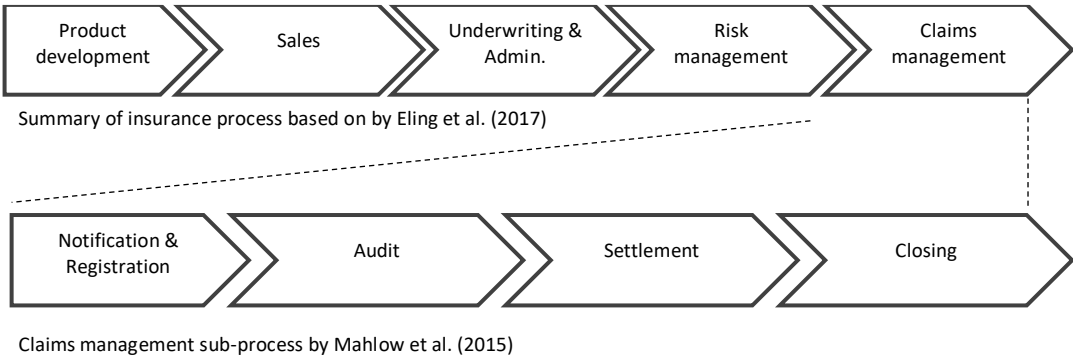 Product
development
Sales
Underwriting &
Admin.
Risk
management
Claims
management
Summary of insurance process based on by Eling et al. (2017)
Notification &
Registration
Audit
Settlement
Closing
Claims management sub-process by Mahlow et al. (2015)